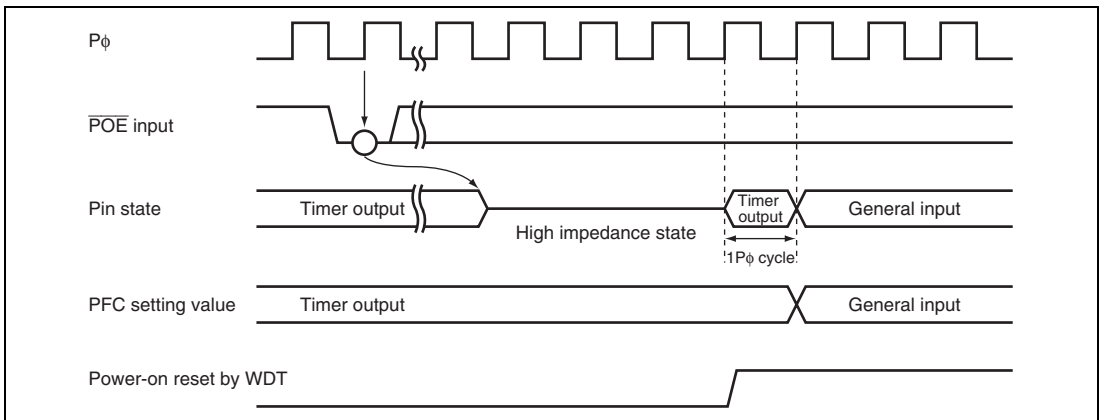 Pϕ
P̅O̅E̅ input
Pin state
Timer output
High impedance state
Timer
output
1Pϕ cycle
General input
PFC setting value
Timer output
General input
Power-on reset by WDT